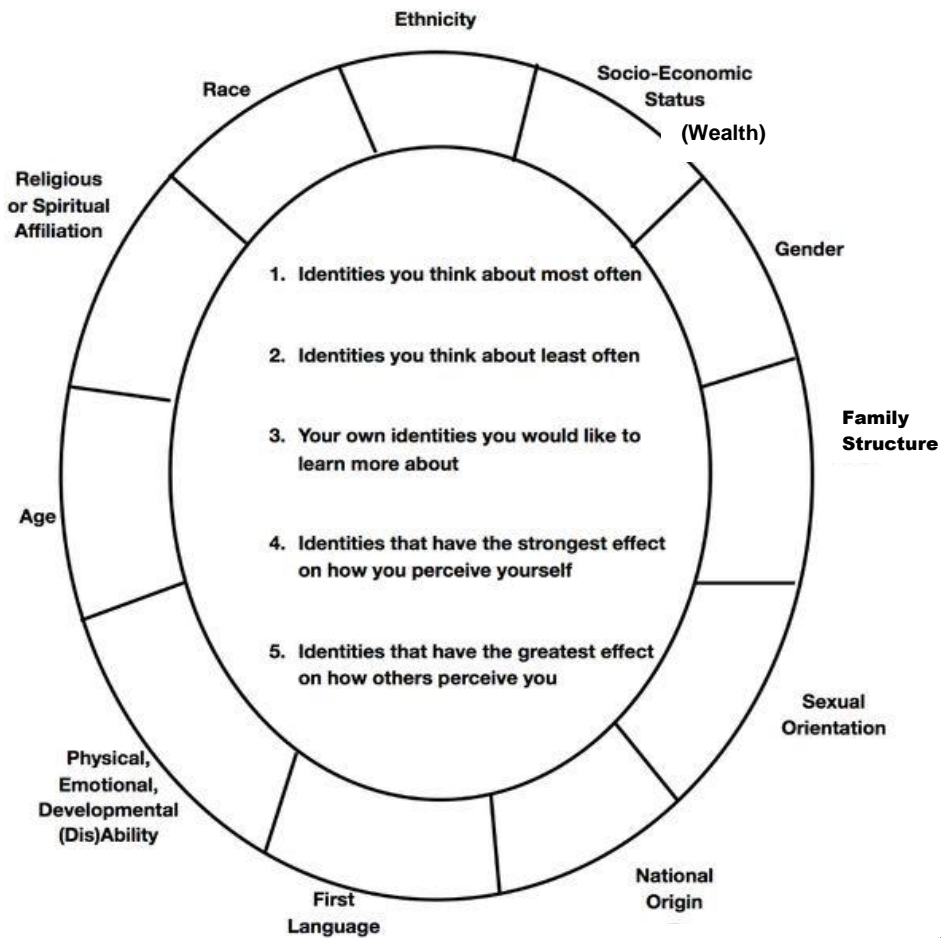 Ethnicity
Socio-Economic
Status
(Wealth)
Race
Religious
or Spiritual
Affiliation
Gender
1. Identities you think about most often
2. Identities you think about least often
3. Your own identities you would like to
learn more about
Family
Structure
Age
4. Identities that have the strongest effect
on how you perceive yourself
5. Identities that have the greatest effect
on how others perceive you
Sexual
Orientation
Physical,
Emotional,
Developmental
(Dis)Ability
National
Origin
First
Language